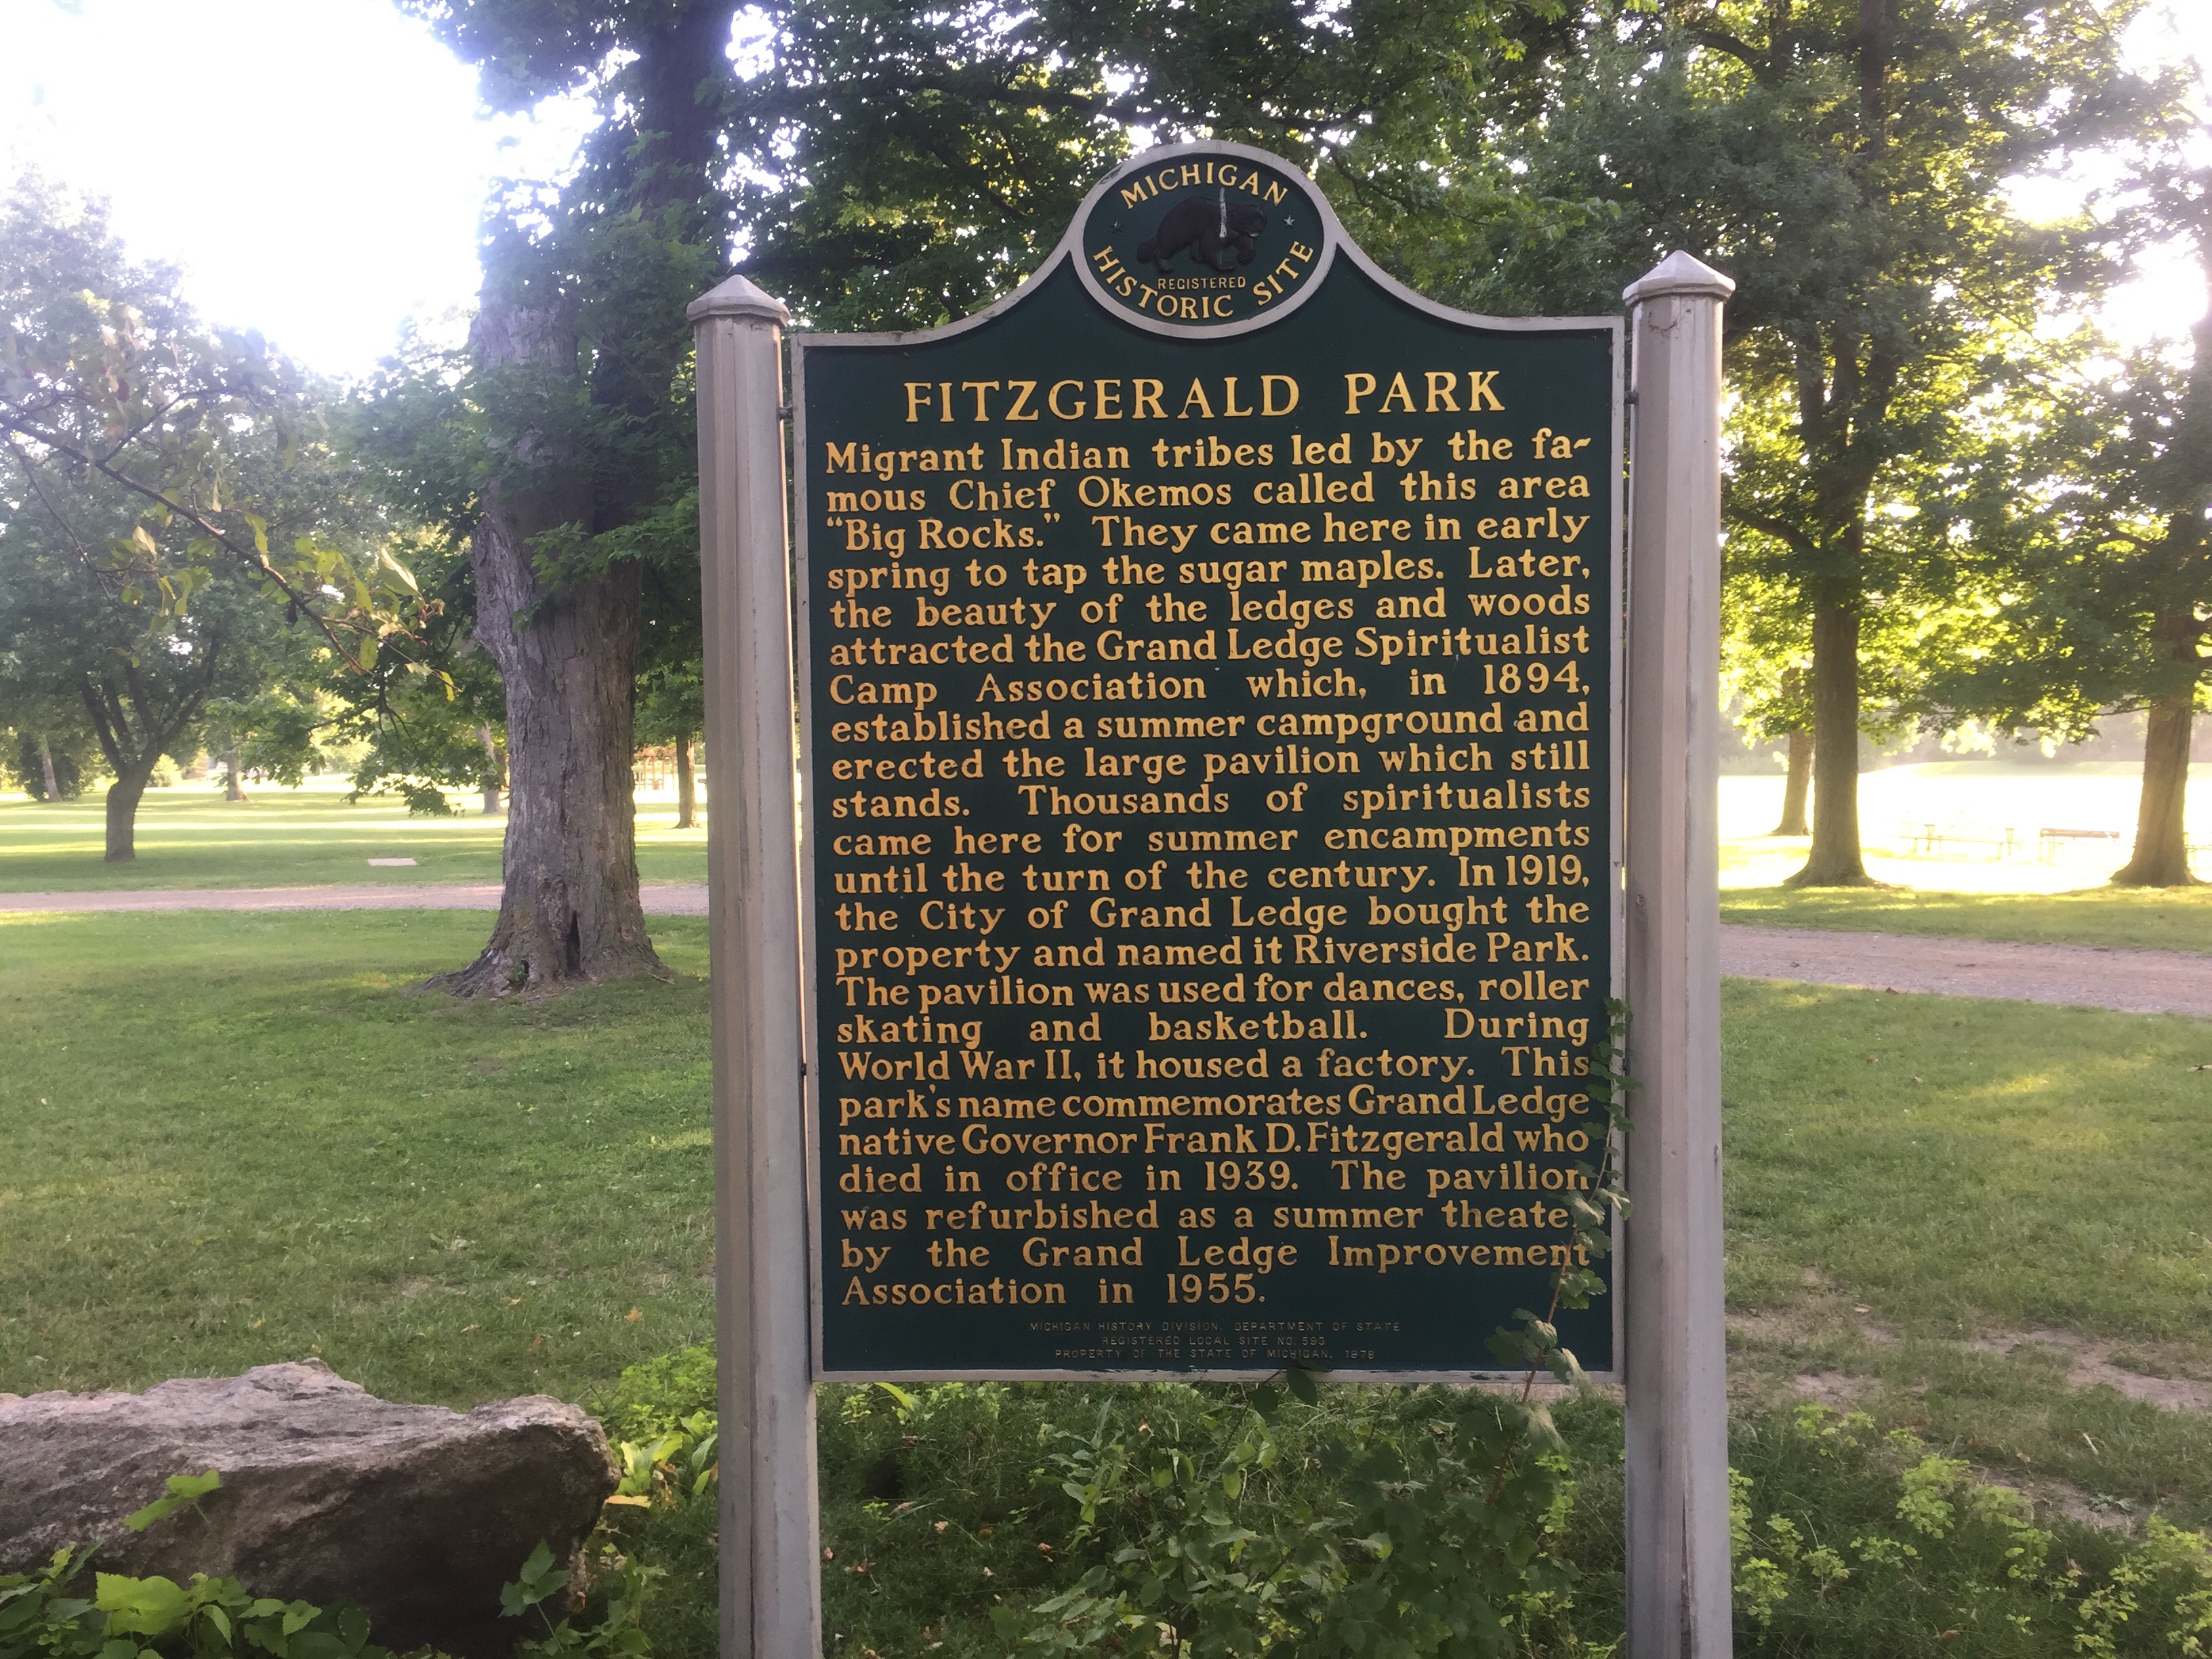 MICHIGAN
REGISTERED
HISTORIC SITE
FITZGERALD PARK
Migrant Indian tribes led by the fa-
mous Chief Okemos called this area
“Big Rocks.” They came here in early
spring to tap the sugar maples. Later,
the beauty of the ledges and woods
attracted the Grand Ledge Spiritualist
Camp Association which, in 1894,
established a summer campground and
erected the large pavilion which still
stands. Thousands of spiritualists
came here for summer encampments
until the turn of the century. In 1919,
the City of Grand Ledge bought the
property and named it Riverside Park.
The pavilion was used for dances, roller
skating and basketball. During
World War II, it housed a factory. This
park's name commemorates Grand Ledge
native Governor Frank D. Fitzgerald who
died in office in 1939. The pavilion
was refurbished as a summer theater
by the Grand Ledge Improvement
Association in 1955.
MICHIGAN HISTORY DIVISION, DEPARTMENT OF STATE
REGISTERED LOCAL SITE NO. 593
PROPERTY OF THE STATE OF MICHIGAN, 1978